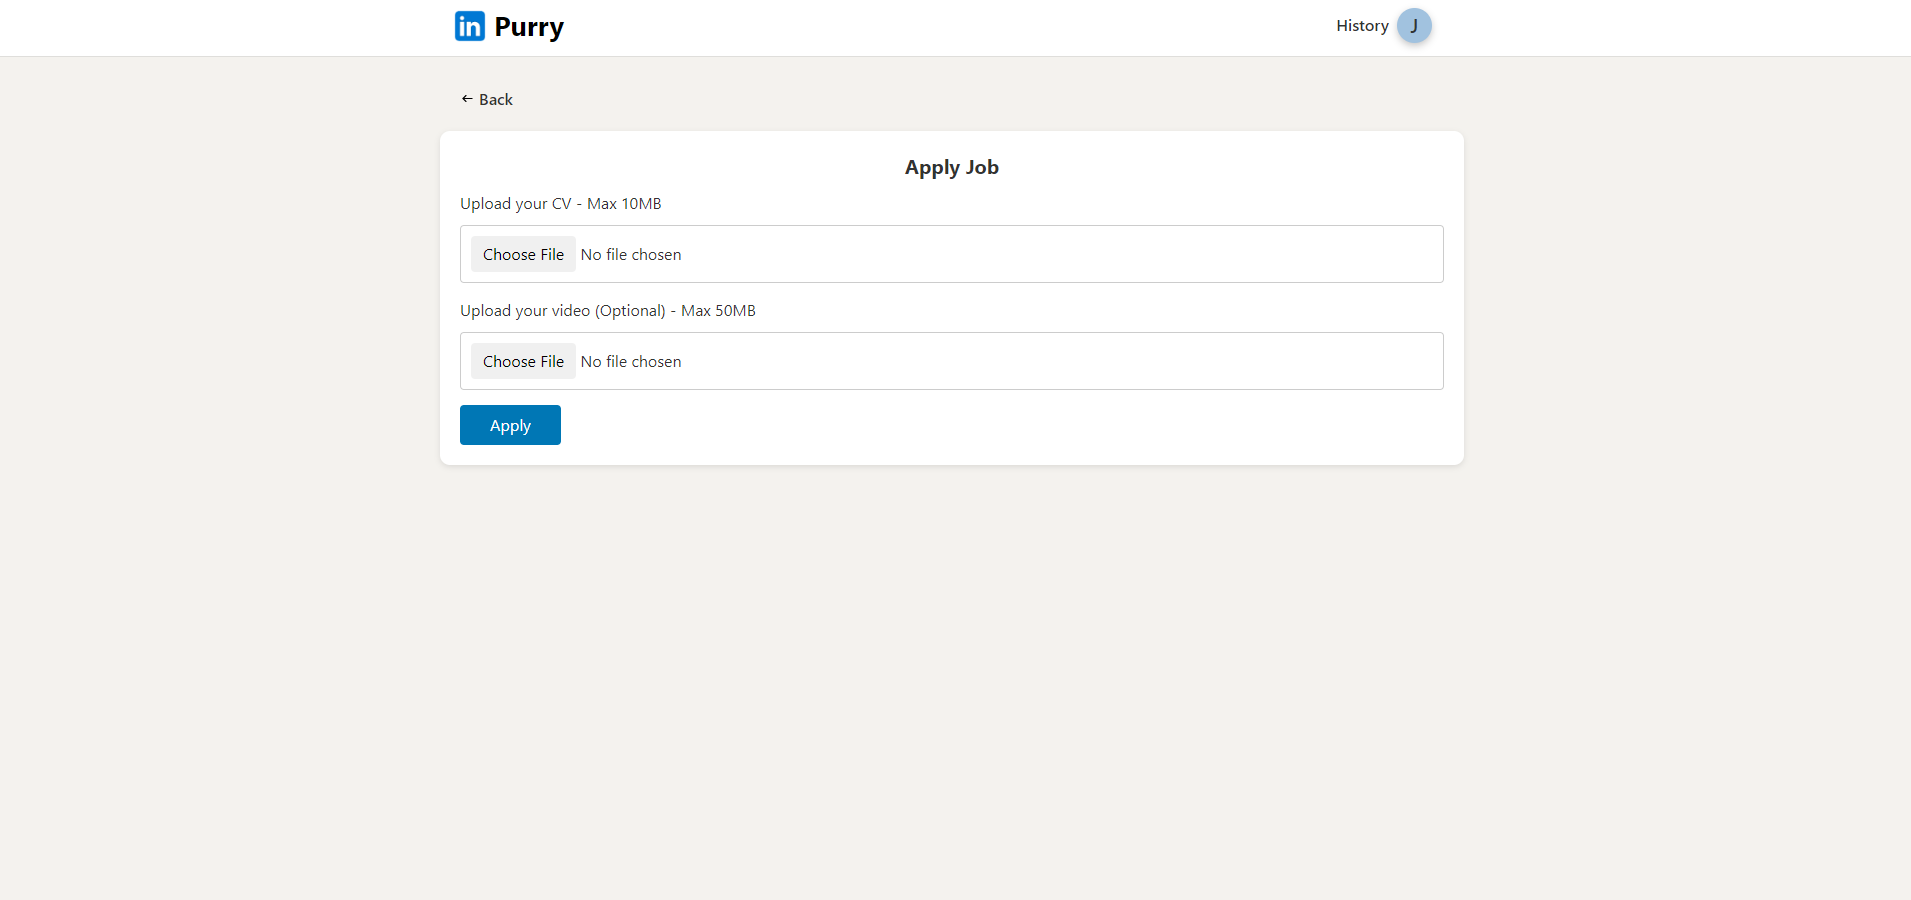 in Purry
History J
← Back
Apply Job
Upload your CV - Max 10MB
Choose File No file chosen
Upload your video (Optional) - Max 50MB
Choose File No file chosen
Apply